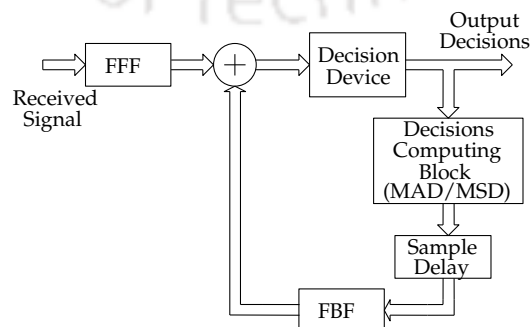 Output
Decisions
FFF
+
Decision
Device
Received
Signal
Decisions
Computing
Block
(MAD/MSD)
Sample
Delay
FBF